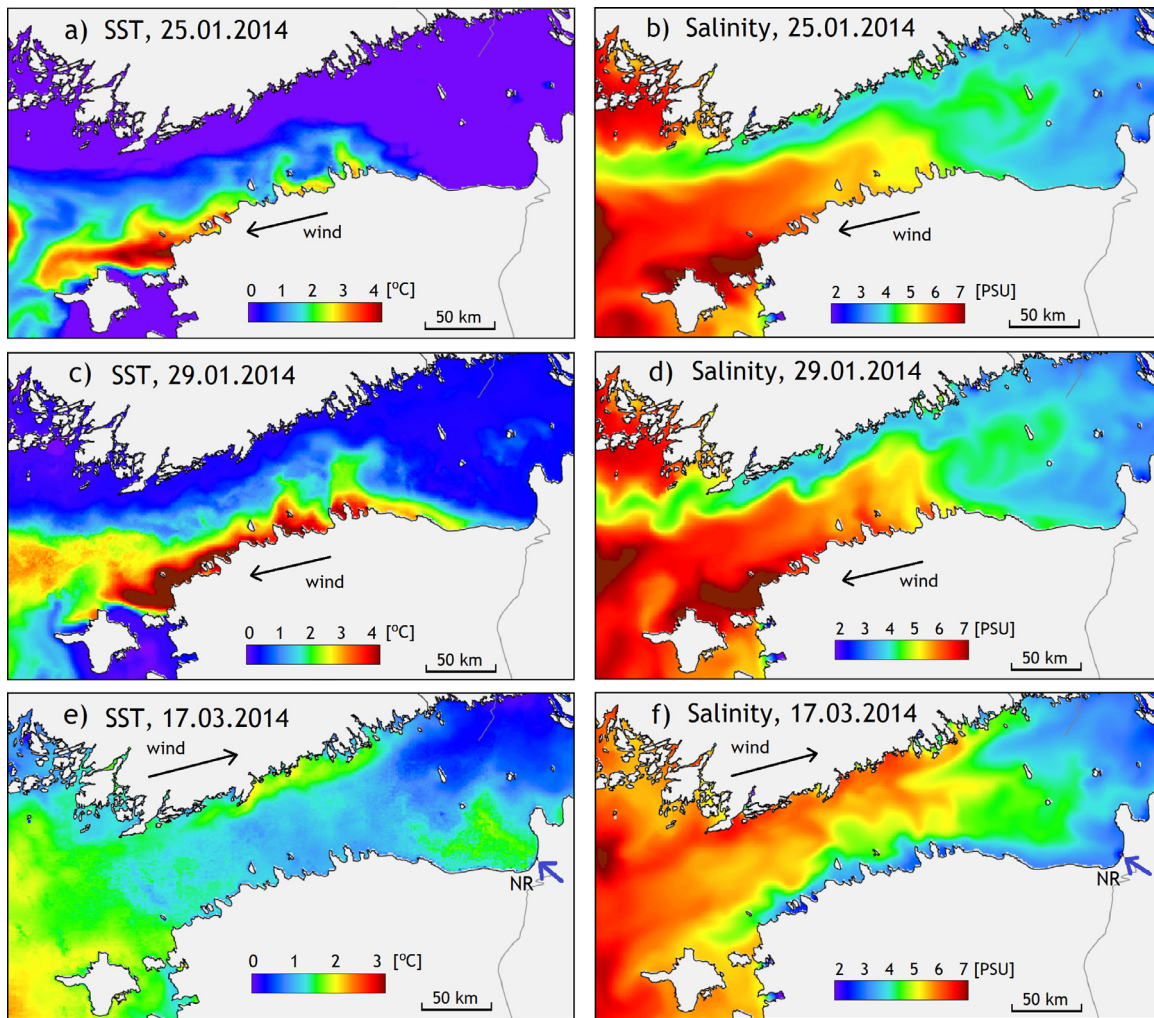 a) SST, 25.01.2014
wind
0 1 2 3 4 [°C]
50 km
b) Salinity, 25.01.2014
wind
2 3 4 5 6 7 [PSU]
50 km
c) SST, 29.01.2014
wind
0 1 2 3 4 [°C]
50 km
d) Salinity, 29.01.2014
wind
2 3 4 5 6 7 [PSU]
50 km
e) SST, 17.03.2014
wind
NR
0 1 2 3 [°C]
50 km
f) Salinity, 17.03.2014
wind
NR
2 3 4 5 6 7 [PSU]
50 km